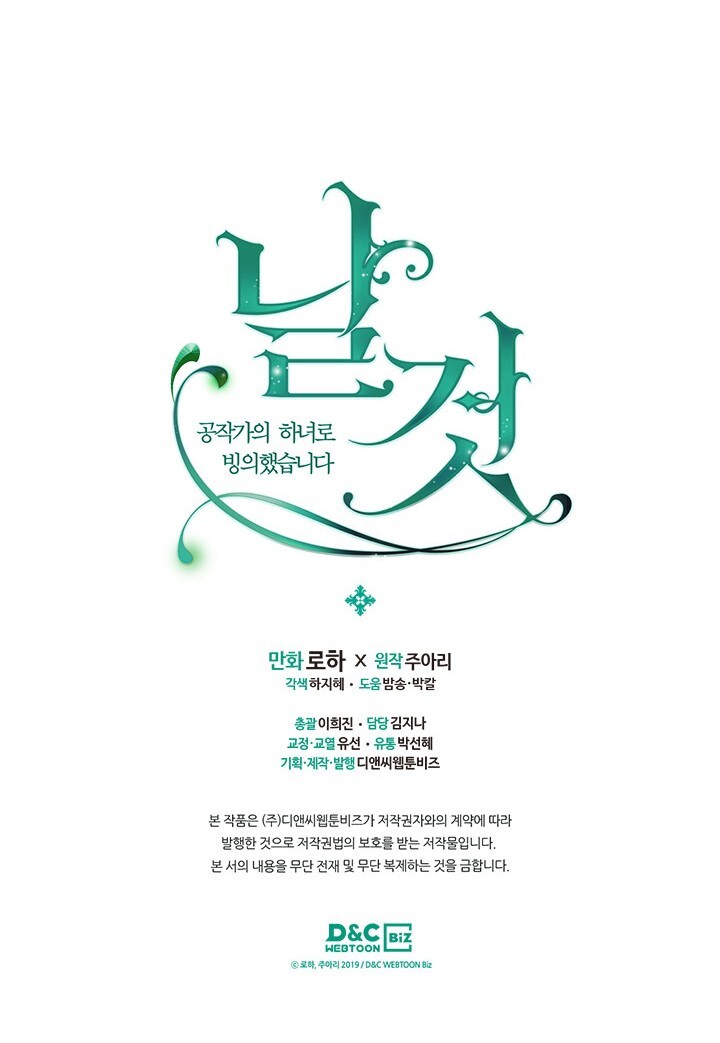 날것
공작가의 하녀로
빙의했습니다
만화 로하 X 원작 주아리
각색 하지혜 • 도움 밤송·박칼
총괄 이희진 • 담당 김지나
교정·교열 유선 • 유통 박선혜
기획·제작·발행 디앤씨웹툰비즈
본 작품은 (주)디앤씨웹툰비즈가 저작권자와의 계약에 따라
발행한 것으로 저작권법의 보호를 받는 저작물입니다.
본 서의 내용을 무단 전재 및 무단 복제하는 것을 금합니다.
D&C BiZ
WEBTOON
ⓒ 로하, 주아리 2019 / D&C WEBTOON Biz